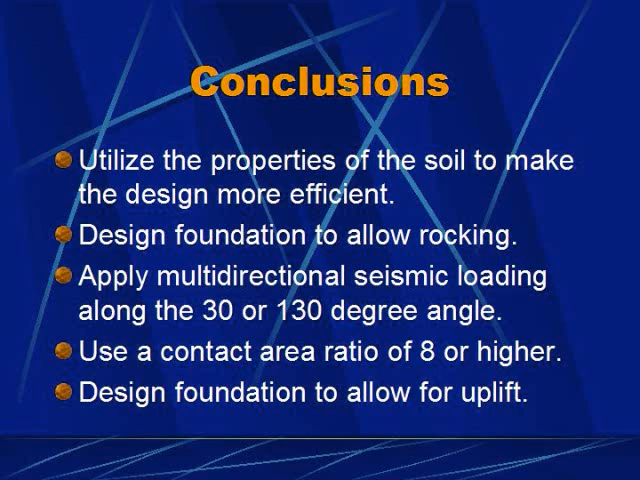 Conclusions
Utilize the properties of the soil to make
the design more efficient.
Design foundation to allow rocking.
Apply multidirectional seismic loading
along the 30 or 130 degree angle.
Use a contact area ratio of 8 or higher.
Design foundation to allow for uplift.